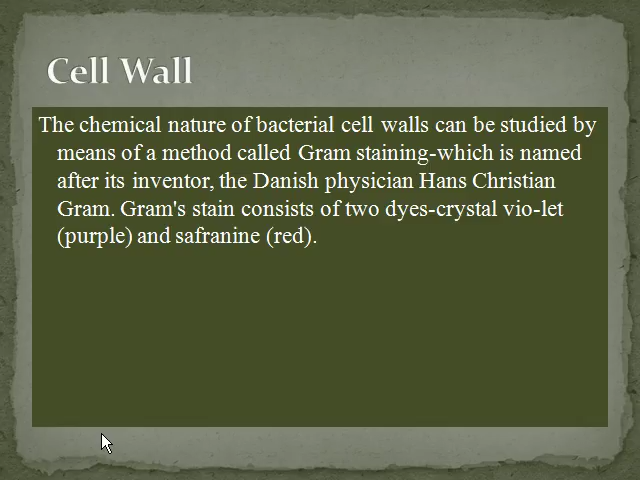 Cell Wall
The chemical nature of bacterial cell walls can be studied by
means of a method called Gram staining-which is named
after its inventor, the Danish physician Hans Christian
Gram. Gram's stain consists of two dyes-crystal vio-let
(purple) and safranine (red).